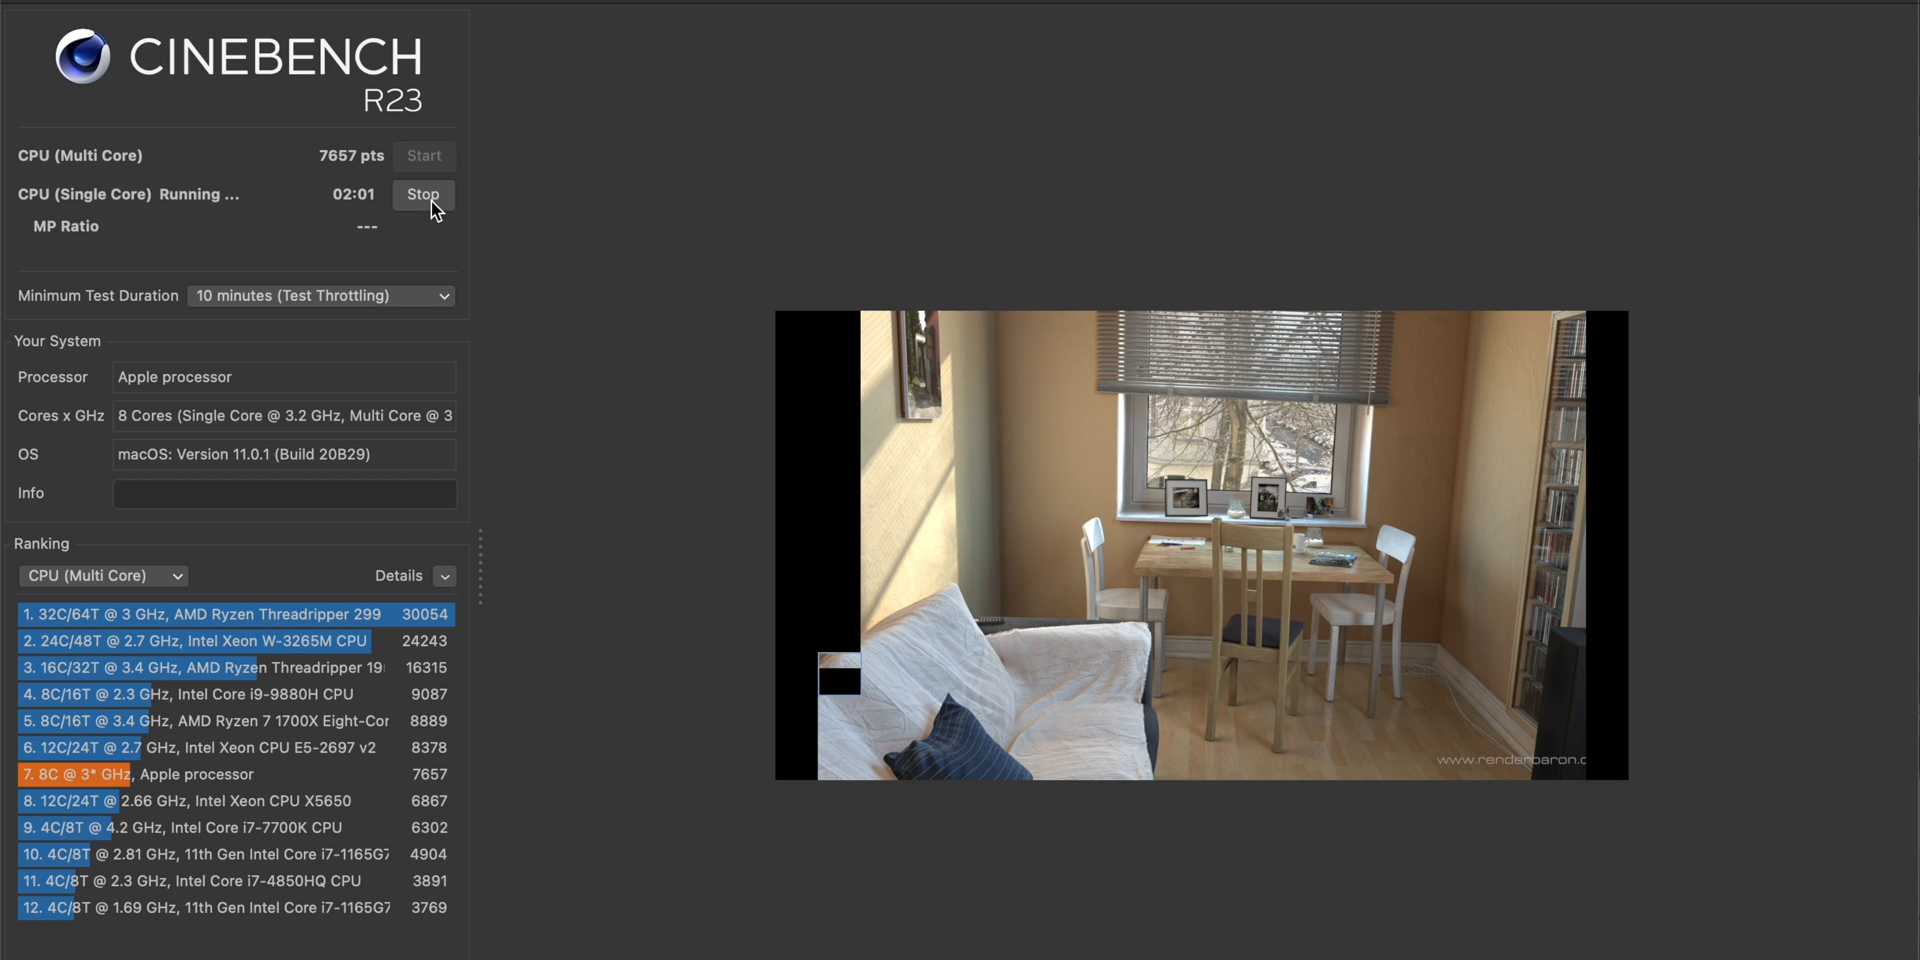 CINEBENCH
R23
CPU (Multi Core) 7657 pts Start
CPU (Single Core) Running ... 02:01 Stop
MP Ratio ---
Minimum Test Duration 10 minutes (Test Throttling)
Your System
Processor Apple processor
Cores x GHz 8 Cores (Single Core @ 3.2 GHz, Multi Core @ 3
OS macOS: Version 11.0.1 (Build 20B29)
Info
Ranking
CPU (Multi Core) Details
1. 32C/64T @ 3 GHz, AMD Ryzen Threadripper 299 30054
2. 24C/48T @ 2.7 GHz, Intel Xeon W-3265M CPU 24243
3. 16C/32T @ 3.4 GHz, AMD Ryzen Threadripper 19 16315
4. 8C/16T @ 2.3 GHz, Intel Core i9-9880H CPU 9087
5. 8C/16T @ 3.4 GHz, AMD Ryzen 7 1700X Eight-Cor 8889
6. 12C/24T @ 2.7 GHz, Intel Xeon CPU E5-2697 v2 8378
7. 8C @ 3* GHz, Apple processor 7657
8. 12C/24T @ 2.66 GHz, Intel Xeon CPU X5650 6867
9. 4C/8T @ 4.2 GHz, Intel Core i7-7700K CPU 6302
10. 4C/8T @ 2.81 GHz, 11th Gen Intel Core i7-1165G7 4904
11. 4C/8T @ 2.3 GHz, Intel Core i7-4850HQ CPU 3891
12. 4C/8T @ 1.69 GHz, 11th Gen Intel Core i7-1165G7 3769
www.renderbaron.c